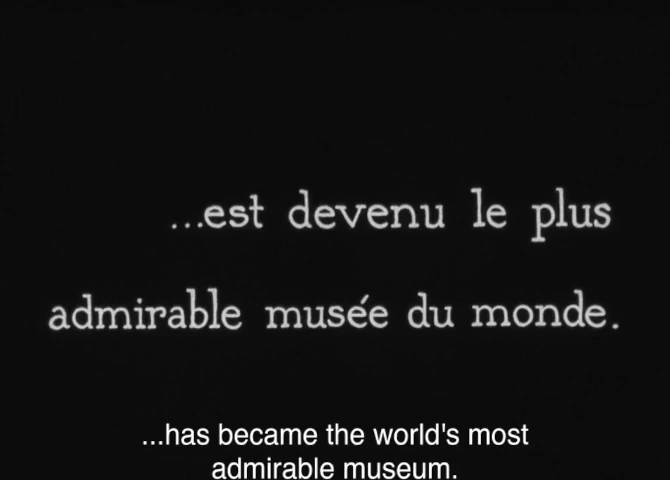 ...est devenu le plus
admirable musée du monde.
...has became the world's most
admirable museum.